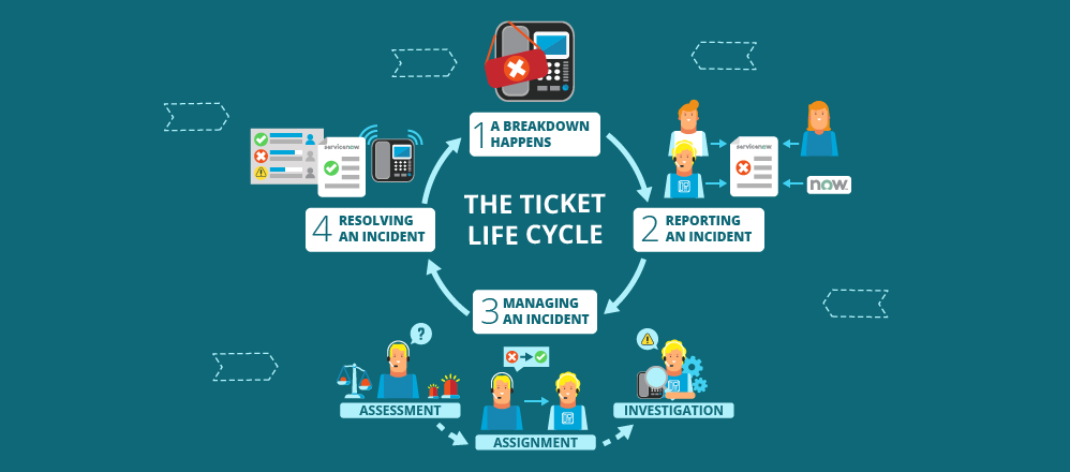 1 A BREAKDOWN
HAPPENS
servicenow
servicenow
now
THE TICKET
LIFE CYCLE
4 RESOLVING
AN INCIDENT
2 REPORTING
AN INCIDENT
3 MANAGING
AN INCIDENT
?
ASSESSMENT
INVESTIGATION
ASSIGNMENT